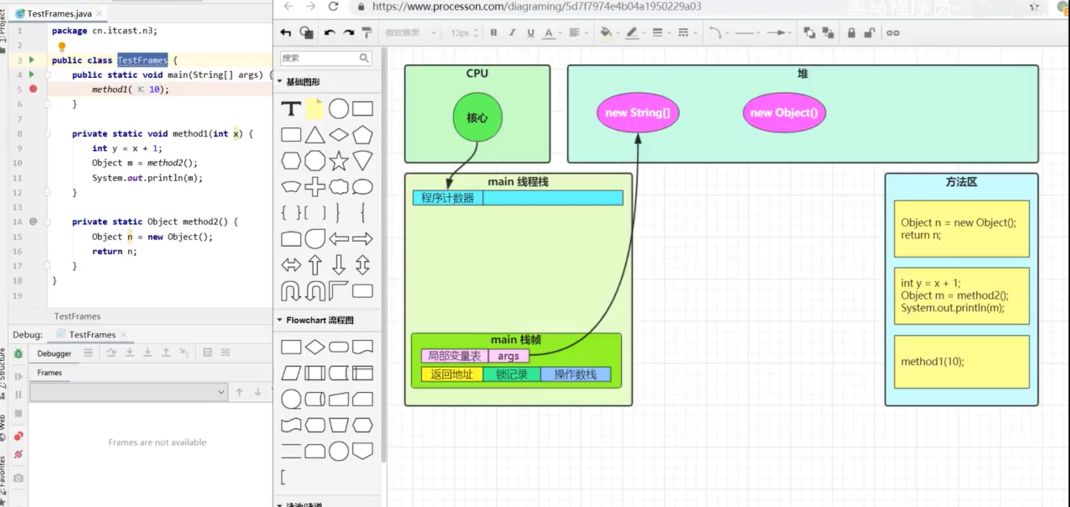 TestFrames.java
https://www.processon.com/diagraming/5d7f7974e4b04a1950229a03
1 package cn.itcast.n3;
2
3 public class TestFrames {
4 public static void main(String[] args) {
5 method1( x: 10);
6 }
7
8 private static void method1(int x) {
9 int y = x + 1;
10 Object m = method2();
11 System.out.println(m);
12 }
13
14 @ private static Object method2() {
15 Object n = new Object();
16 return n;
17 }
18 }
19
TestFrames
Debug: TestFrames
Debugger
Frames
Frames are not available
Z: Structure
Web
2: Favorites
微软雅黑 13px B I U A
搜索
基础图形
T
Flowchart 流程图
CPU
核心
堆
new String[]
new Object()
main 线程栈
程序计数器
main 栈帧
局部变量表 args
返回地址 锁记录 操作数栈
方法区
Object n = new Object();
return n;
int y = x + 1;
Object m = method2();
System.out.println(m);
method1(10);